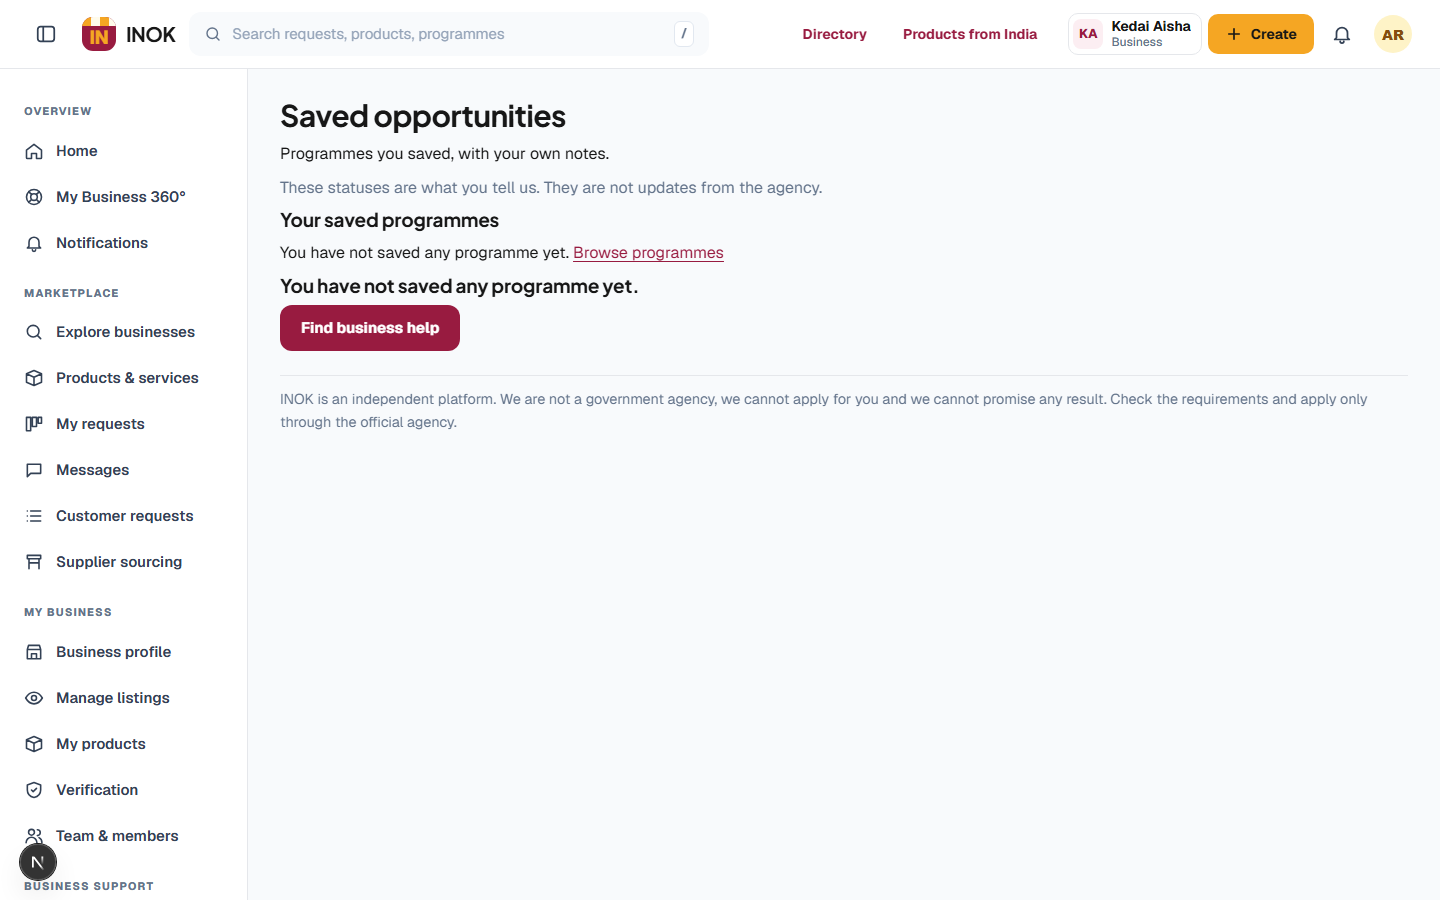 IN INOK
Search requests, products, programmes
/
Directory
Products from India
KA
Kedai Aisha
Business
Create
AR
OVERVIEW
Home
My Business 360°
Notifications
MARKETPLACE
Explore businesses
Products & services
My requests
Messages
Customer requests
Supplier sourcing
MY BUSINESS
Business profile
Manage listings
My products
Verification
Team & members
N
BUSINESS SUPPORT
Saved opportunities
Programmes you saved, with your own notes.
These statuses are what you tell us. They are not updates from the agency.
Your saved programmes
You have not saved any programme yet. Browse programmes
You have not saved any programme yet.
Find business help
INOK is an independent platform. We are not a government agency, we cannot apply for you and we cannot promise any result. Check the requirements and apply only
through the official agency.